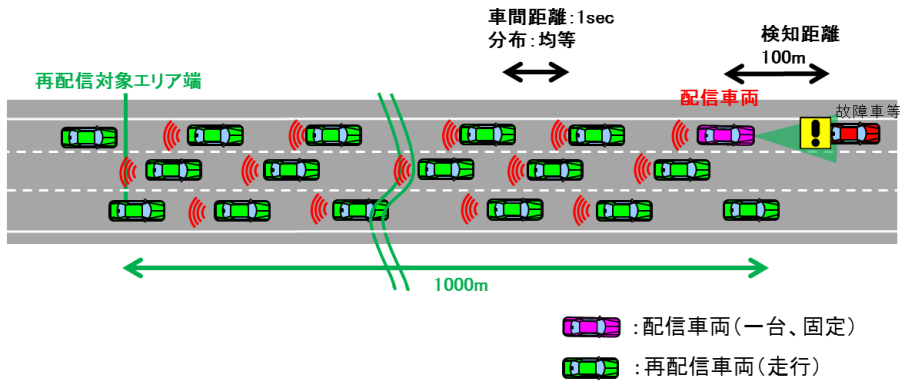 車間距離:1sec
分布:均等
検知距離
100m
再配信対象エリア端
配信車両
故障車等
!
1000m
:配信車両(一台、固定)
:再配信車両(走行)